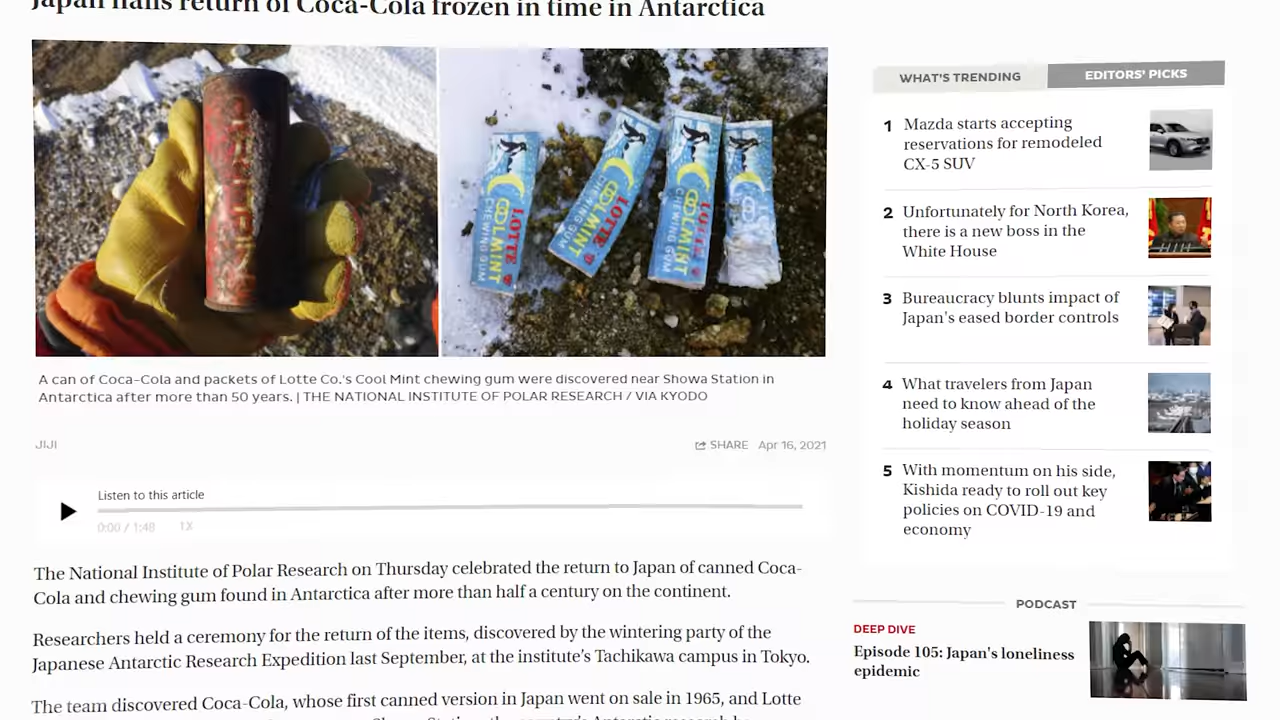 Japan hails return of Coca-Cola frozen in time in Antarctica
LOTTE
COOLMINT
CHEWING GUM
LOTTE
COOLMINT
CHEWING GUM
LOTTE
COOLMINT
CHEWING GUM
A can of Coca-Cola and packets of Lotte Co.'s Cool Mint chewing gum were discovered near Showa Station in
Antarctica after more than 50 years. | THE NATIONAL INSTITUTE OF POLAR RESEARCH / VIA KYODO
JIJI
SHARE Apr 16, 2021
Listen to this article
0:00 / 1:48 1X
The National Institute of Polar Research on Thursday celebrated the return to Japan of canned Coca-
Cola and chewing gum found in Antarctica after more than half a century on the continent.
Researchers held a ceremony for the return of the items, discovered by the wintering party of the
Japanese Antarctic Research Expedition last September, at the institute's Tachikawa campus in Tokyo.
The team discovered Coca-Cola, whose first canned version in Japan went on sale in 1965, and Lotte
WHAT'S TRENDING
EDITORS' PICKS
1 Mazda starts accepting
reservations for remodeled
CX-5 SUV
2 Unfortunately for North Korea,
there is a new boss in the
White House
3 Bureaucracy blunts impact of
Japan's eased border controls
4 What travelers from Japan
need to know ahead of the
holiday season
5 With momentum on his side,
Kishida ready to roll out key
policies on COVID-19 and
economy
PODCAST
DEEP DIVE
Episode 105: Japan's loneliness
epidemic